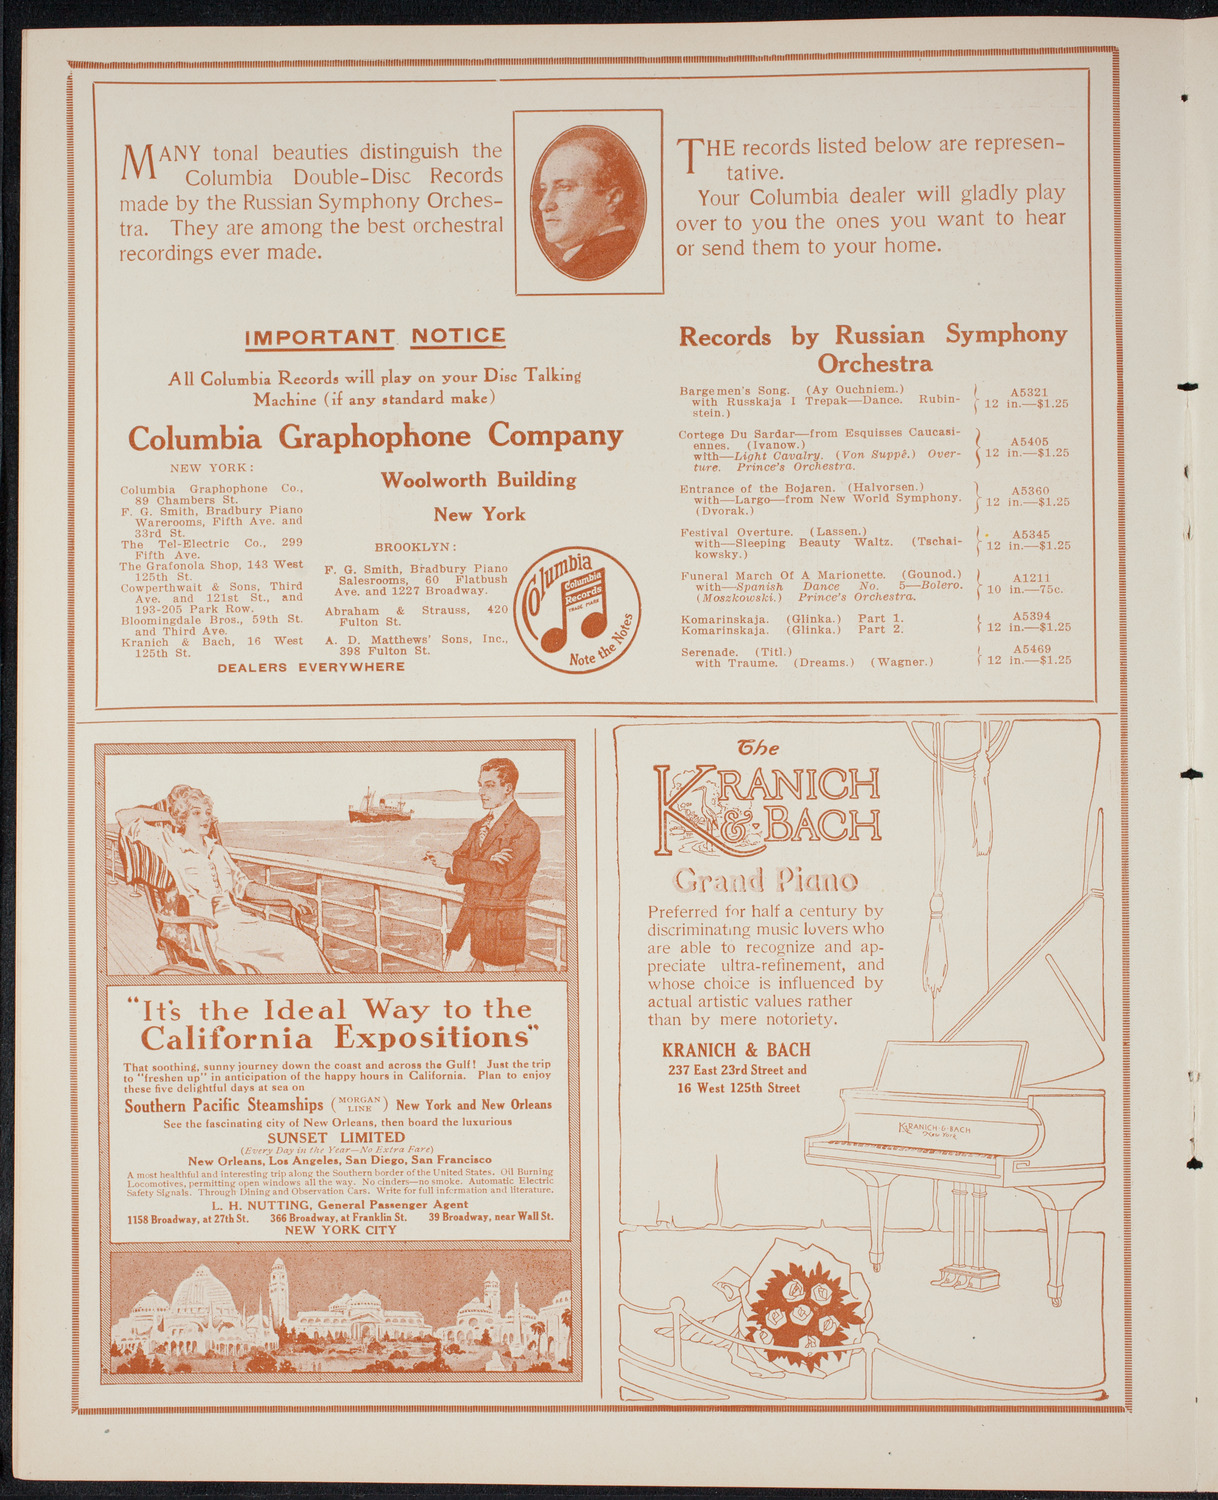 MANY tonal beauties distinguish the
Columbia Double-Disc Records
made by the Russian Symphony Orches-
tra. They are among the best orchestral
recordings ever made.
THE records listed below are represen-
tative.
Your Columbia dealer will gladly play
over to you the ones you want to hear
or send them to your home.
IMPORTANT NOTICE
All Columbia Records will play on your Disc Talking
Machine (if any standard make)
Columbia Graphophone Company
Woolworth Building
New York
NEW YORK:
Columbia Graphophone Co.,
89 Chambers St.
F. G. Smith, Bradbury Piano
Warerooms, Fifth Ave. and
33rd St.
The Tel-Electric Co., 299
Fifth Ave.
The Grafonola Shop, 143 West
125th St.
Cowperthwait & Sons, Third
Ave. and 121st St., and
193-205 Park Row.
Bloomingdale Bros., 59th St.
and Third Ave.
Kranich & Bach, 16 West
125th St.
BROOKLYN:
F. G. Smith, Bradbury Piano
Salesrooms, 60 Flatbush
Ave. and 1227 Broadway.
Abraham & Strauss, 420
Fulton St.
A. D. Matthews' Sons, Inc.,
398 Fulton St.
DEALERS EVERYWHERE
Columbia
Columbia
Records
TRADE MARK
Note the Notes
Records by Russian Symphony
Orchestra
Bargemen's Song. (Ay Ouchniem.)
with Russkaja I Trepak—Dance. Rubin-
stein.)
A5321
12 in.—$1.25
Cortege Du Sardar—from Esquisses Caucasi-
ennes. (Ivanow.)
with—Light Cavalry. (Von Suppé.) Over-
ture. Prince's Orchestra.
A5405
12 in.—$1.25
Entrance of the Bojaren. (Halvorsen.)
with—Largo—from New World Symphony.
(Dvorak.)
A5360
12 in.—$1.25
Festival Overture. (Lassen.)
with—Sleeping Beauty Waltz. (Tschai-
kowsky.)
A5345
12 in.—$1.25
Funeral March Of A Marionette. (Gounod.)
with—Spanish Dance No. 5—Bolero.
(Moszkowski.) Prince's Orchestra.
A1211
10 in.—75c.
Komarinskaja. (Glinka.) Part 1.
Komarinskaja. (Glinka.) Part 2.
A5394
12 in.—$1.25
Serenade. (Titl.)
with Traume. (Dreams.) (Wagner.)
A5469
12 in.—$1.25
"It's the Ideal Way to the
California Expositions"
That soothing, sunny journey down the coast and across the Gulf! Just the trip
to "freshen up" in anticipation of the happy hours in California. Plan to enjoy
these five delightful days at sea on
Southern Pacific Steamships (MORGAN LINE) New York and New Orleans
See the fascinating city of New Orleans, then board the luxurious
SUNSET LIMITED
(Every Day in the Year—No Extra Fare)
New Orleans, Los Angeles, San Diego, San Francisco
A most healthful and interesting trip along the Southern border of the United States. Oil Burning
Locomotives, permitting open windows all the way. No cinders—no smoke. Automatic Electric
Safety Signals. Through Dining and Observation Cars. Write for full information and literature.
L. H. NUTTING, General Passenger Agent
1158 Broadway, at 27th St. 366 Broadway, at Franklin St. 39 Broadway, near Wall St.
NEW YORK CITY
The
KRANICH
& BACH
Grand Piano
Preferred for half a century by
discriminating music lovers who
are able to recognize and ap-
preciate ultra-refinement, and
whose choice is influenced by
actual artistic values rather
than by mere notoriety.
KRANICH & BACH
237 East 23rd Street and
16 West 125th Street
KRANICH & BACH
New York